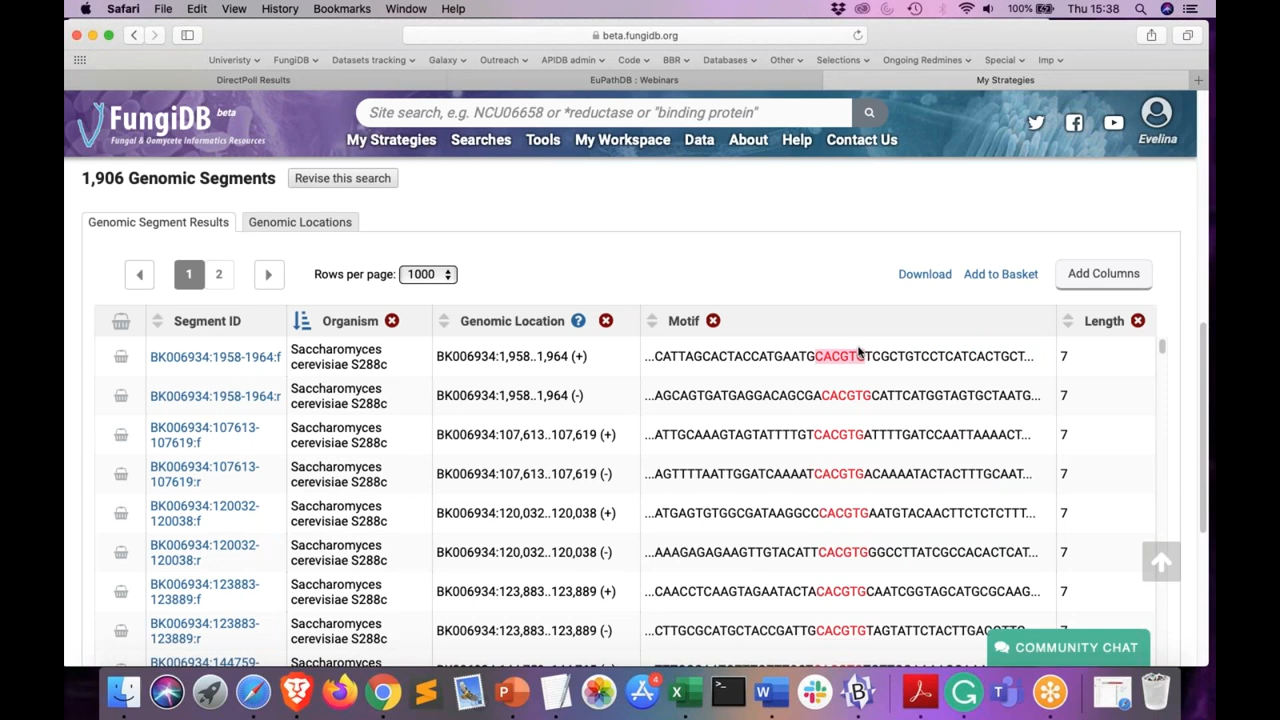 Safari File Edit View History Bookmarks Window Help 100% Thu 15:38
beta.fungidb.org
Univeristy FungiDB Datasets tracking Galaxy Outreach APIDB admin Code BBR Databases Other Selections Ongoing Redmines Special Imp
DirectPoll Results EuPathDB : Webinars My Strategies
FungiDB beta
Fungal & Oomycete Informatics Resources
Site search, e.g. NCU06658 or *reductase or "binding protein"
My Strategies Searches Tools My Workspace Data About Help Contact Us
Evelina
1,906 Genomic Segments Revise this search
Genomic Segment Results Genomic Locations
1 2 Rows per page: 1000 Download Add to Basket Add Columns
Segment ID Organism Genomic Location Motif Length
BK006934:1958-1964:f Saccharomyces cerevisiae S288c BK006934:1,958..1,964 (+) 7
BK006934:1958-1964:r Saccharomyces cerevisiae S288c BK006934:1,958..1,964 (-) ...AGCAGTGATGAGGACAGCGACACGTGCATTCATGGTAGTGCTAATG... 7
BK006934:107613-107619:f Saccharomyces cerevisiae S288c BK006934:107,613..107,619 (+) ...ATTGCAAAGTAGTATTTTGTCACGTGATTTTGATCCAATTAAAACT... 7
BK006934:107613-107619:r Saccharomyces cerevisiae S288c BK006934:107,613..107,619 (-) ...AGTTTTAATTGGATCAAAATCACGTGACAAAATACTACTTTGCAAT... 7
BK006934:120032-120038:f Saccharomyces cerevisiae S288c BK006934:120,032..120,038 (+) ...ATGAGTGTGGCGATAAGGCCCACGTGAATGTACAACTTCTCTCTTT... 7
BK006934:120032-120038:r Saccharomyces cerevisiae S288c BK006934:120,032..120,038 (-) ...AAAGAGAGAAGTTGTACATTCACGTGGGCCTTATCGCCACACTCAT... 7
BK006934:123883-123889:f Saccharomyces cerevisiae S288c BK006934:123,883..123,889 (+) ...CAACCTCAAGTAGAATACTACACGTGCAATCGGTAGCATGCGCAAG... 7
BK006934:123883-123889:r Saccharomyces cerevisiae S288c BK006934:123,883..123,889 (-)
BK006934:144759- Saccharomyces
COMMUNITY CHAT